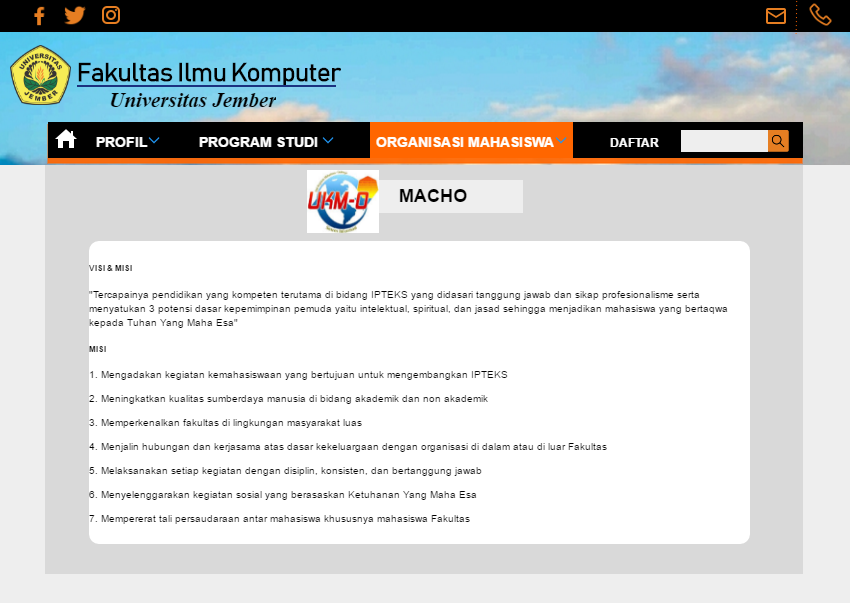 UNIVERSITAS
JEMBER
Fakultas Ilmu Komputer
Universitas Jember
PROFIL
PROGRAM STUDI
ORGANISASI MAHASISWA
DAFTAR
UKM-O
MACHO
VISI & MISI
"Tercapainya pendidikan yang kompeten terutama di bidang IPTEKS yang didasari tanggung jawab dan sikap profesionalisme serta
menyatukan 3 potensi dasar kepemimpinan pemuda yaitu intelektual, spiritual, dan jasad sehingga menjadikan mahasiswa yang bertaqwa
kepada Tuhan Yang Maha Esa"
MISI
1. Mengadakan kegiatan kemahasiswaan yang bertujuan untuk mengembangkan IPTEKS
2. Meningkatkan kualitas sumberdaya manusia di bidang akademik dan non akademik
3. Memperkenalkan fakultas di lingkungan masyarakat luas
4. Menjalin hubungan dan kerjasama atas dasar kekeluargaan dengan organisasi di dalam atau di luar Fakultas
5. Melaksanakan setiap kegiatan dengan disiplin, konsisten, dan bertanggung jawab
6. Menyelenggarakan kegiatan sosial yang berasaskan Ketuhanan Yang Maha Esa
7. Mempererat tali persaudaraan antar mahasiswa khususnya mahasiswa Fakultas